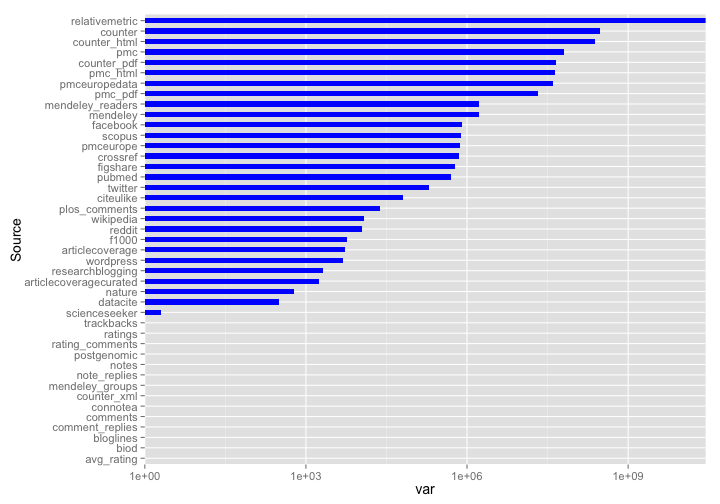 relativemetric
counter
counter_html
pmc
counter_pdf
pmc_html
pmceuropedata
pmc_pdf
mendeley_readers
mendeley
facebook
scopus
pmceurope
crossref
figshare
pubmed
twitter
citeulike
plos_comments
wikipedia
reddit
f1000
articlecoverage
wordpress
researchblogging
articlecoveragecurated
nature
datacite
scienceseeker
trackbacks
ratings
rating_comments
postgenomic
notes
note_replies
mendeley_groups
counter_xml
connotea
comments
comment_replies
bloglines
biod
avg_rating
Source
1e+00 1e+03 1e+06 1e+09
var